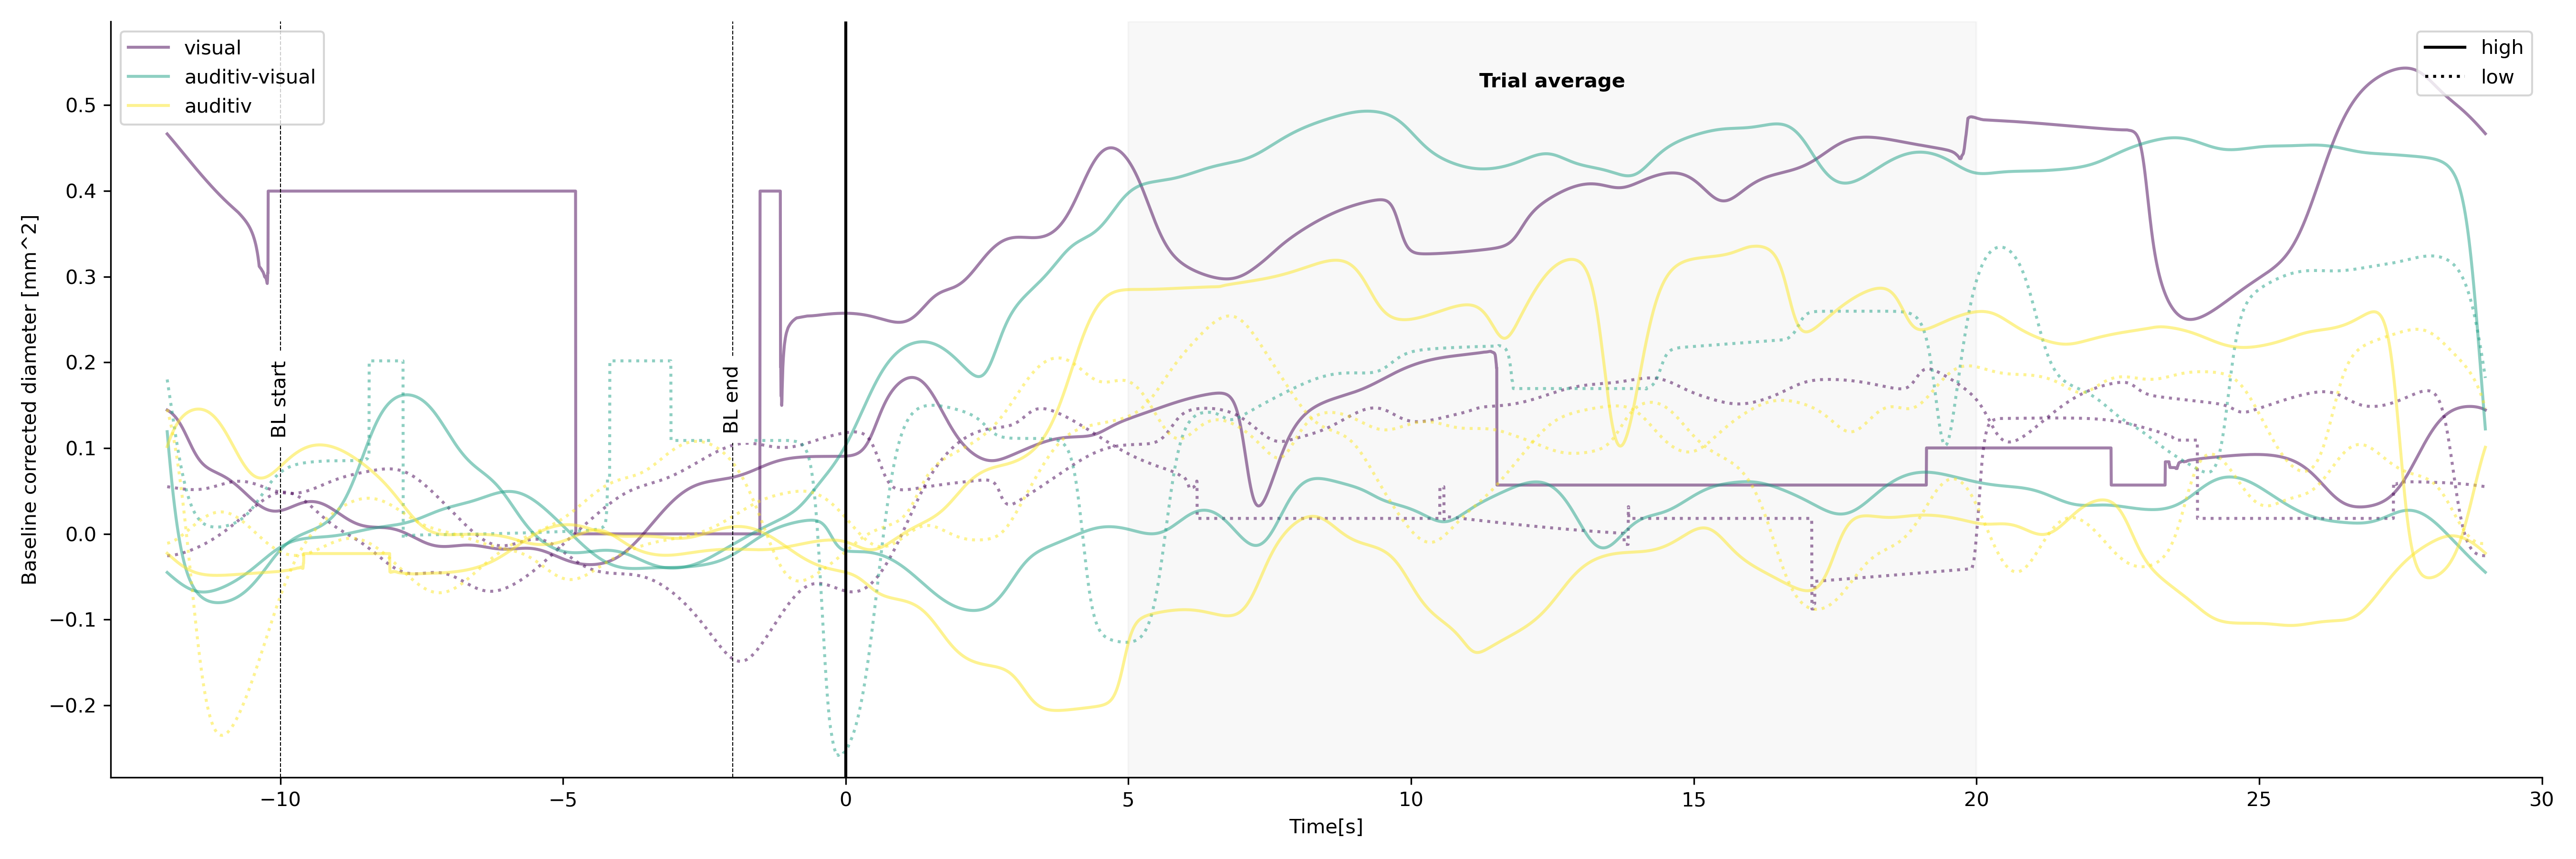 visual
auditiv-visual
auditiv
high
low
Trial average
BL start
BL end
Baseline corrected diameter [mm^2]
0.5
0.4
0.3
0.2
0.1
0.0
−0.1
−0.2
−10
−5
0
5
10
15
20
25
30
Time[s]